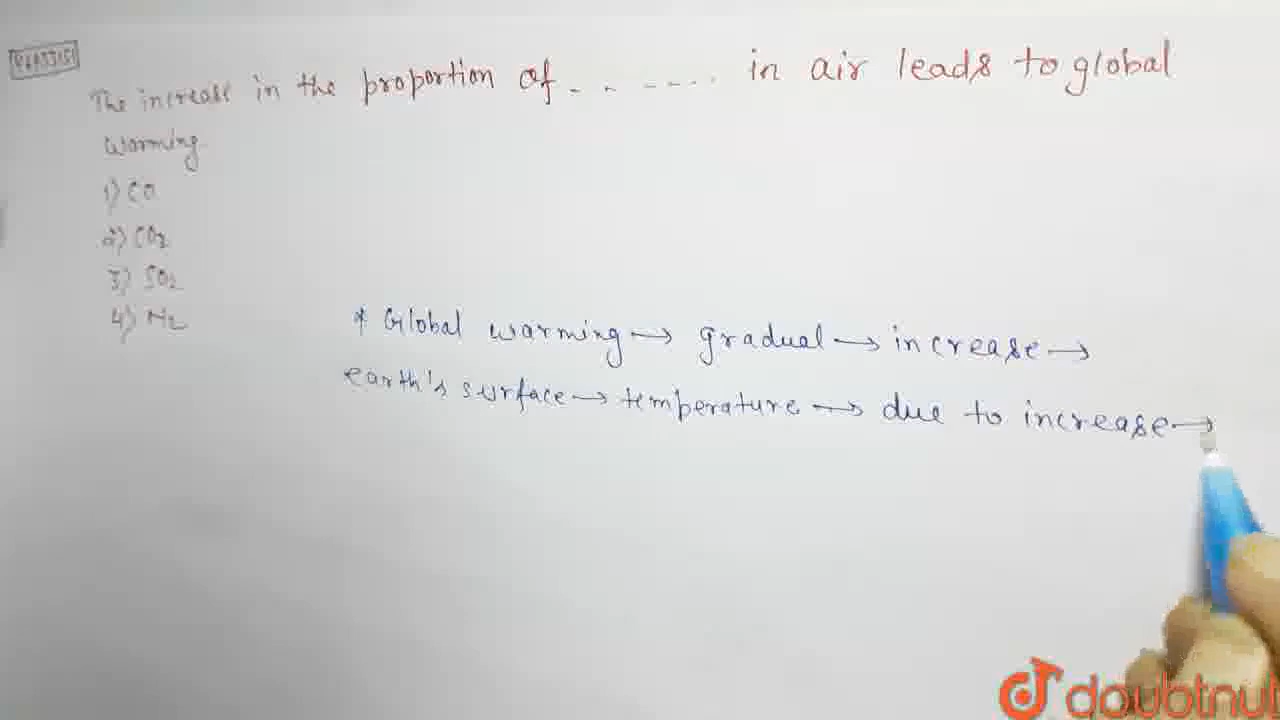 The increase in the proportion of . . . . . . . in air leads to global
warming
1) CO
2) CO2
3) SO2
4) N2
* Global warming → gradual → increase →
earth's surface → temperature → due to increase →
doubtnut